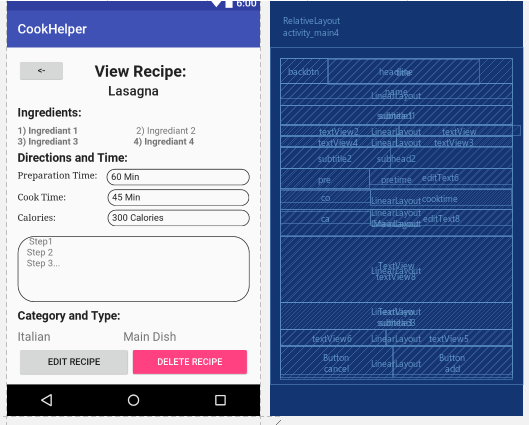 6:00
CookHelper
<-
View Recipe:
Lasagna
Ingredients:
1) Ingrediant 1
2) Ingrediant 2
3) Ingrediant 3
4) Ingrediant 4
Directions and Time:
Preparation Time:
60 Min
Cook Time:
45 Min
Calories:
300 Calories
Step1
Step 2
Step 3...
Category and Type:
Italian
Main Dish
EDIT RECIPE
DELETE RECIPE
RelativeLayout
activity_main4
backbtn
title
name
LinearLayout
textView2
LinearLayout
textView
textView4
LinearLayout
textView3
subtitle2
subhead2
pre
pretime
editText6
co
LinearLayout
cooktime
ca
LinearLayout
editText8
TextView
LinearLayout
textView8
TextView
LinearLayout
textView6
LinearLayout
textView5
Button
cancel
LinearLayout
Button
add